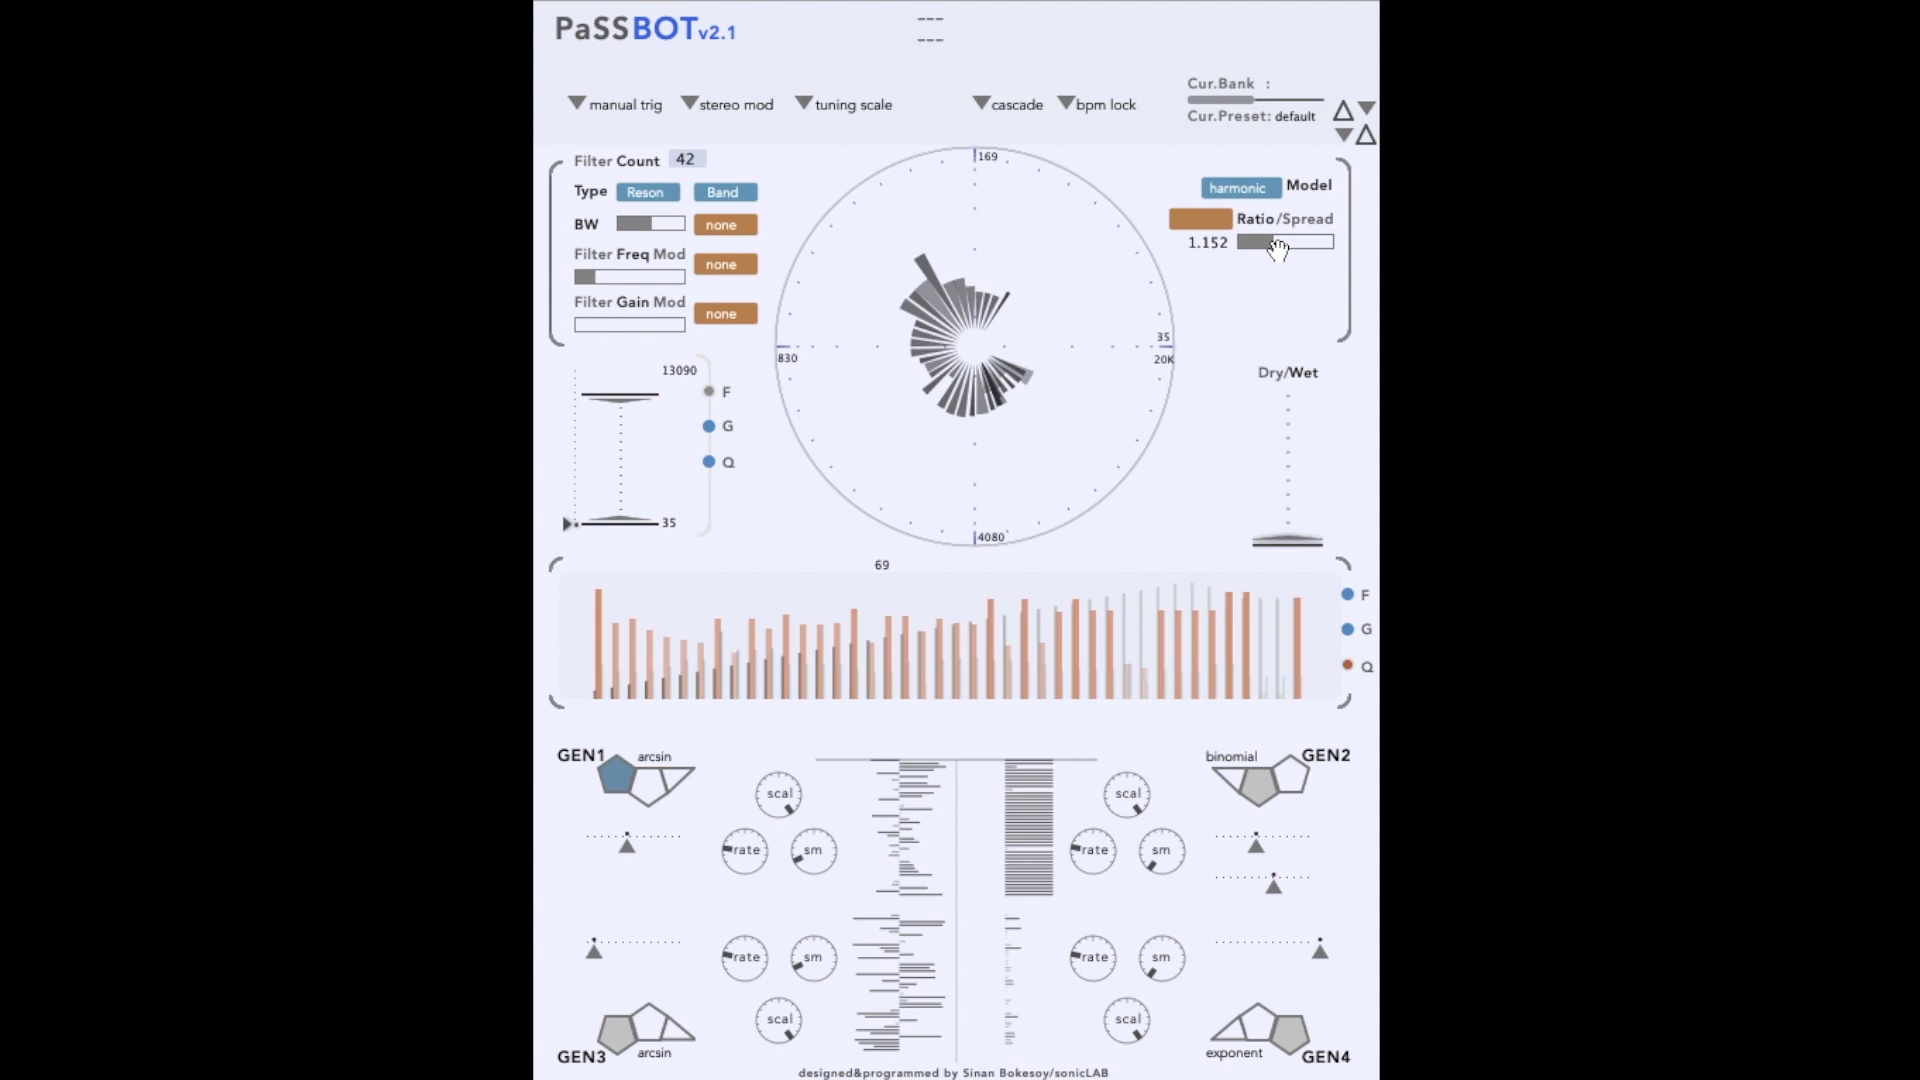 PaSSBOTv2.1
---
---
Cur.Bank :
manual trig stereo mod tuning scale cascade bpm lock
Cur.Preset: default
Filter Count 42
169
Type Reson Band
harmonic Model
BW none
Ratio/Spread
1.152
Filter Freq Mod none
Filter Gain Mod none
35
830
20K
13090
Dry/Wet
F
G
Q
35
4080
69
F
G
Q
GEN1 arcsin
binomial GEN2
scal scal
rate sm rate sm
rate sm rate sm
scal scal
GEN3 arcsin
exponent GEN4
designed&programmed by Sinan Bokesoy/sonicLAB